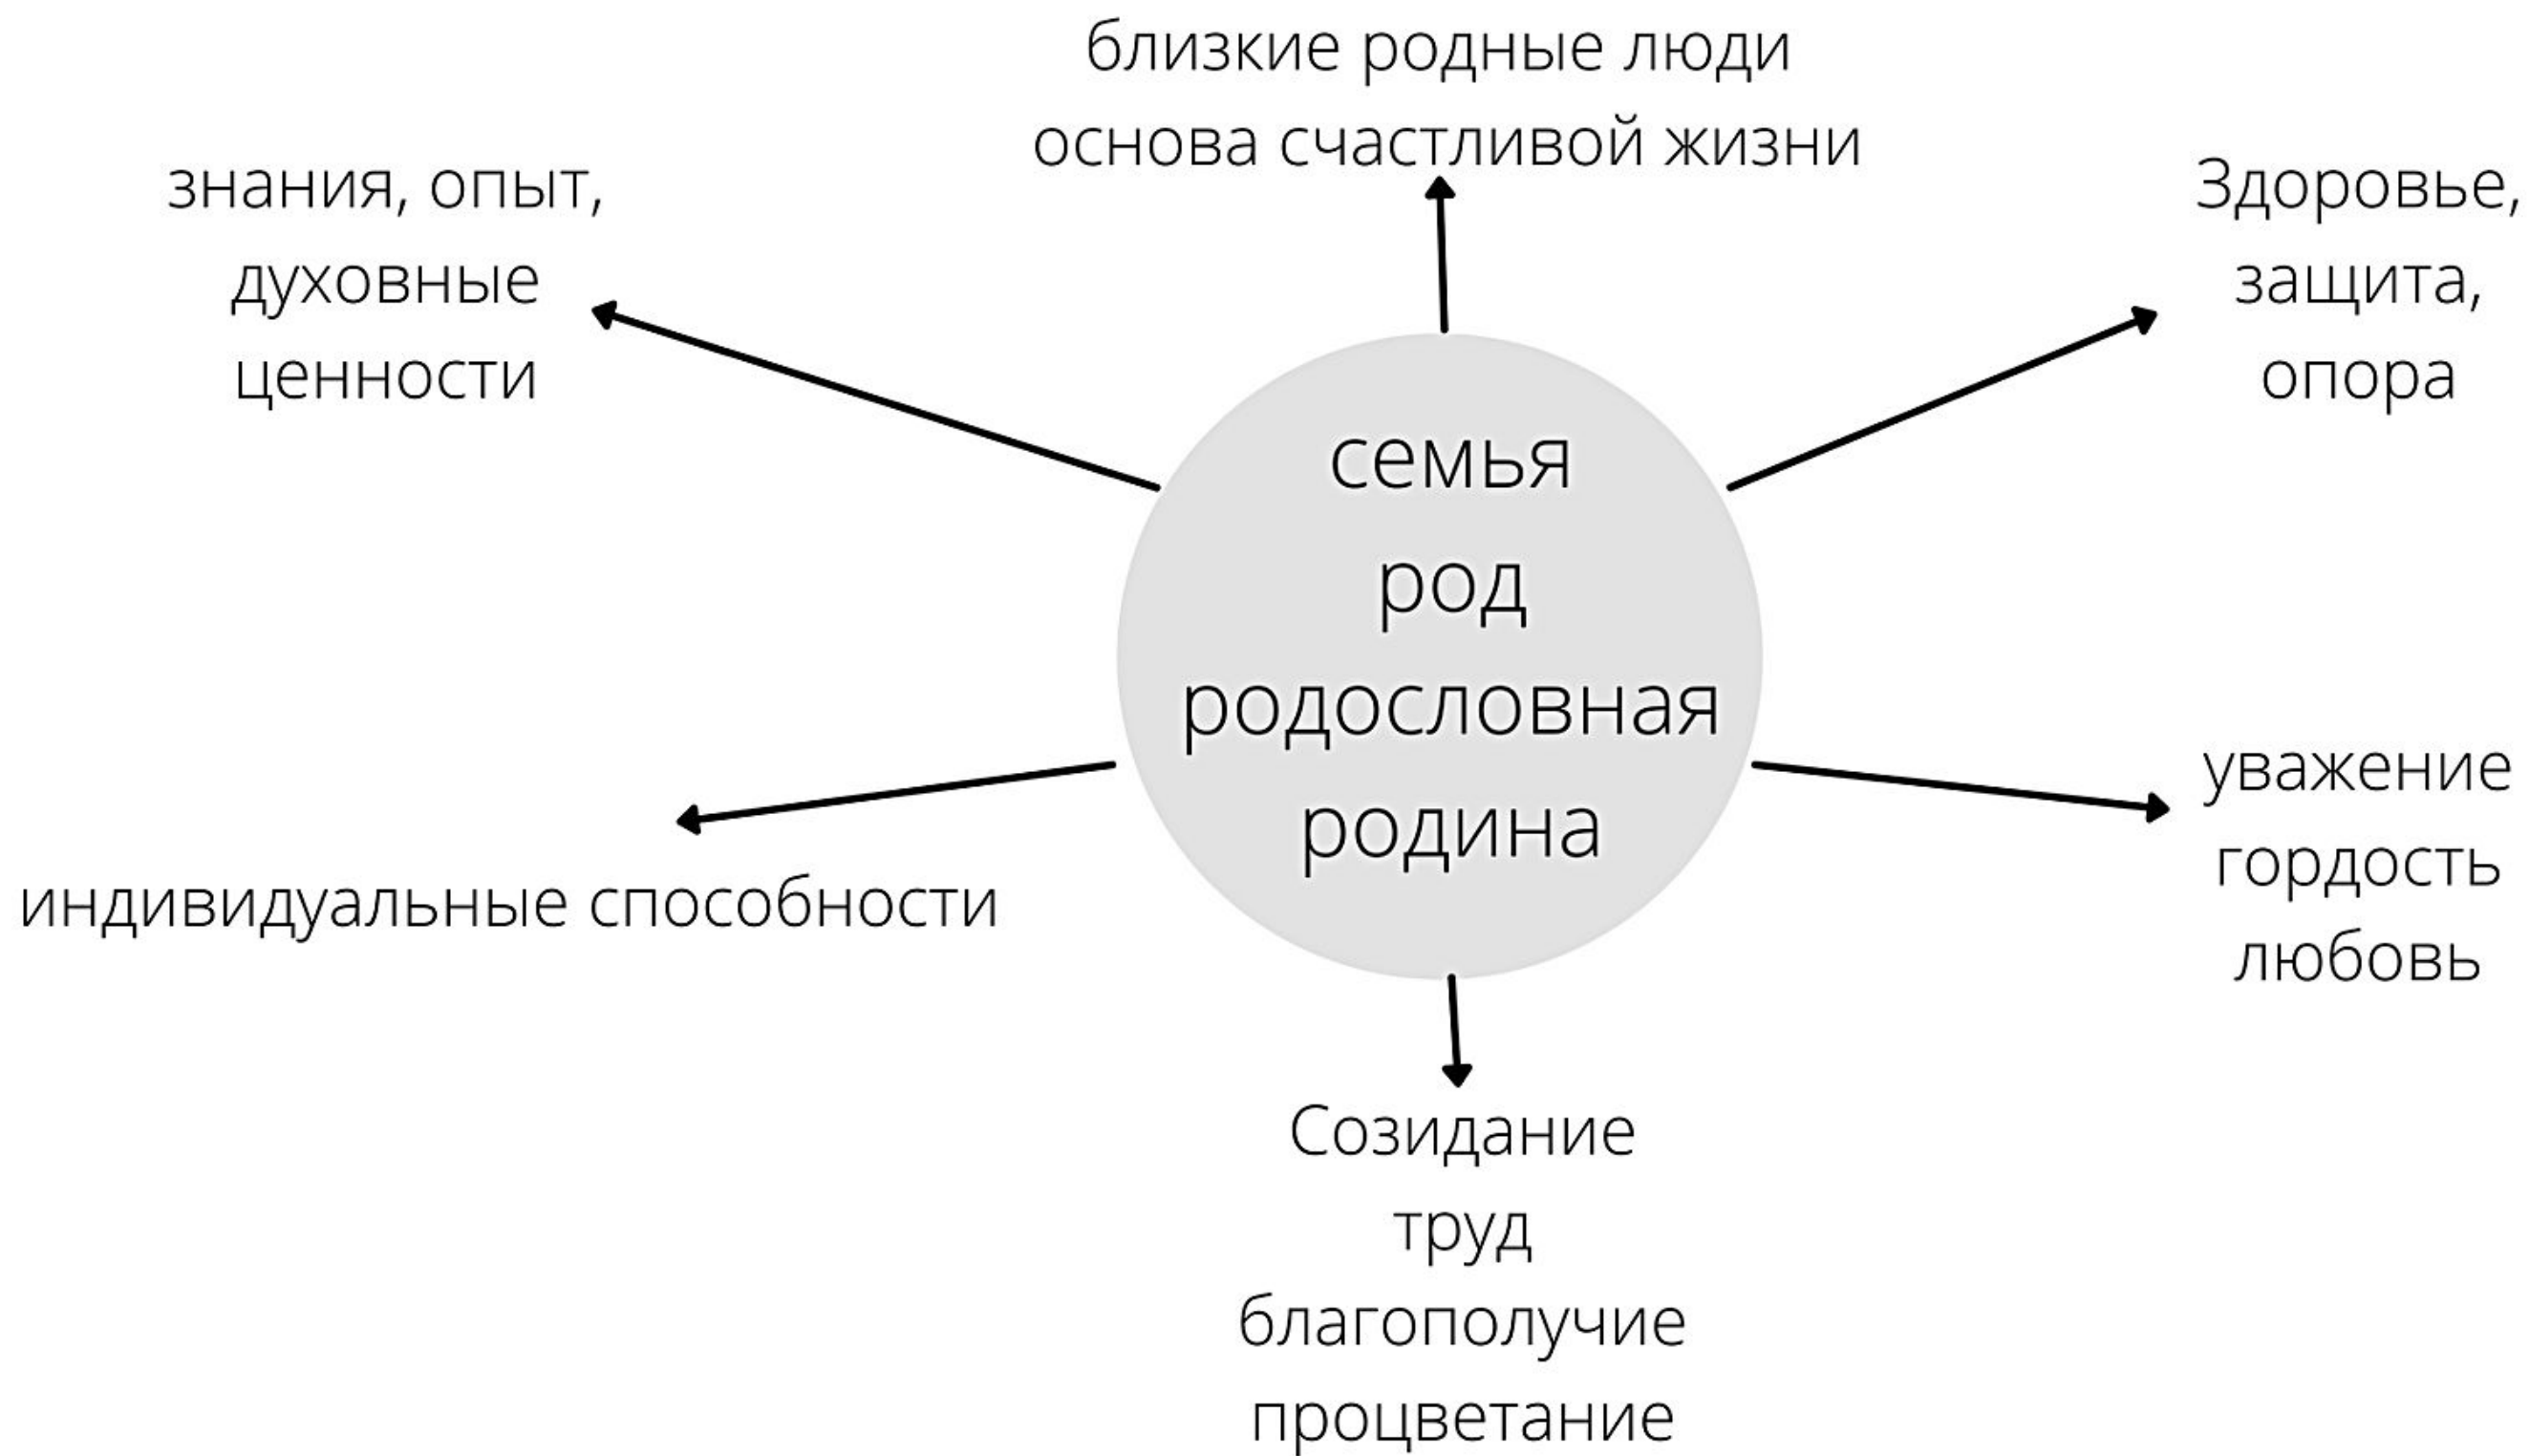 близкие родные люди
основа счастливой жизни
знания, опыт,
духовные
ценности
Здоровье,
защита,
опора
семья
род
родословная
родина
индивидуальные способности
уважение
гордость
любовь
Созидание
труд
благополучие
процветание